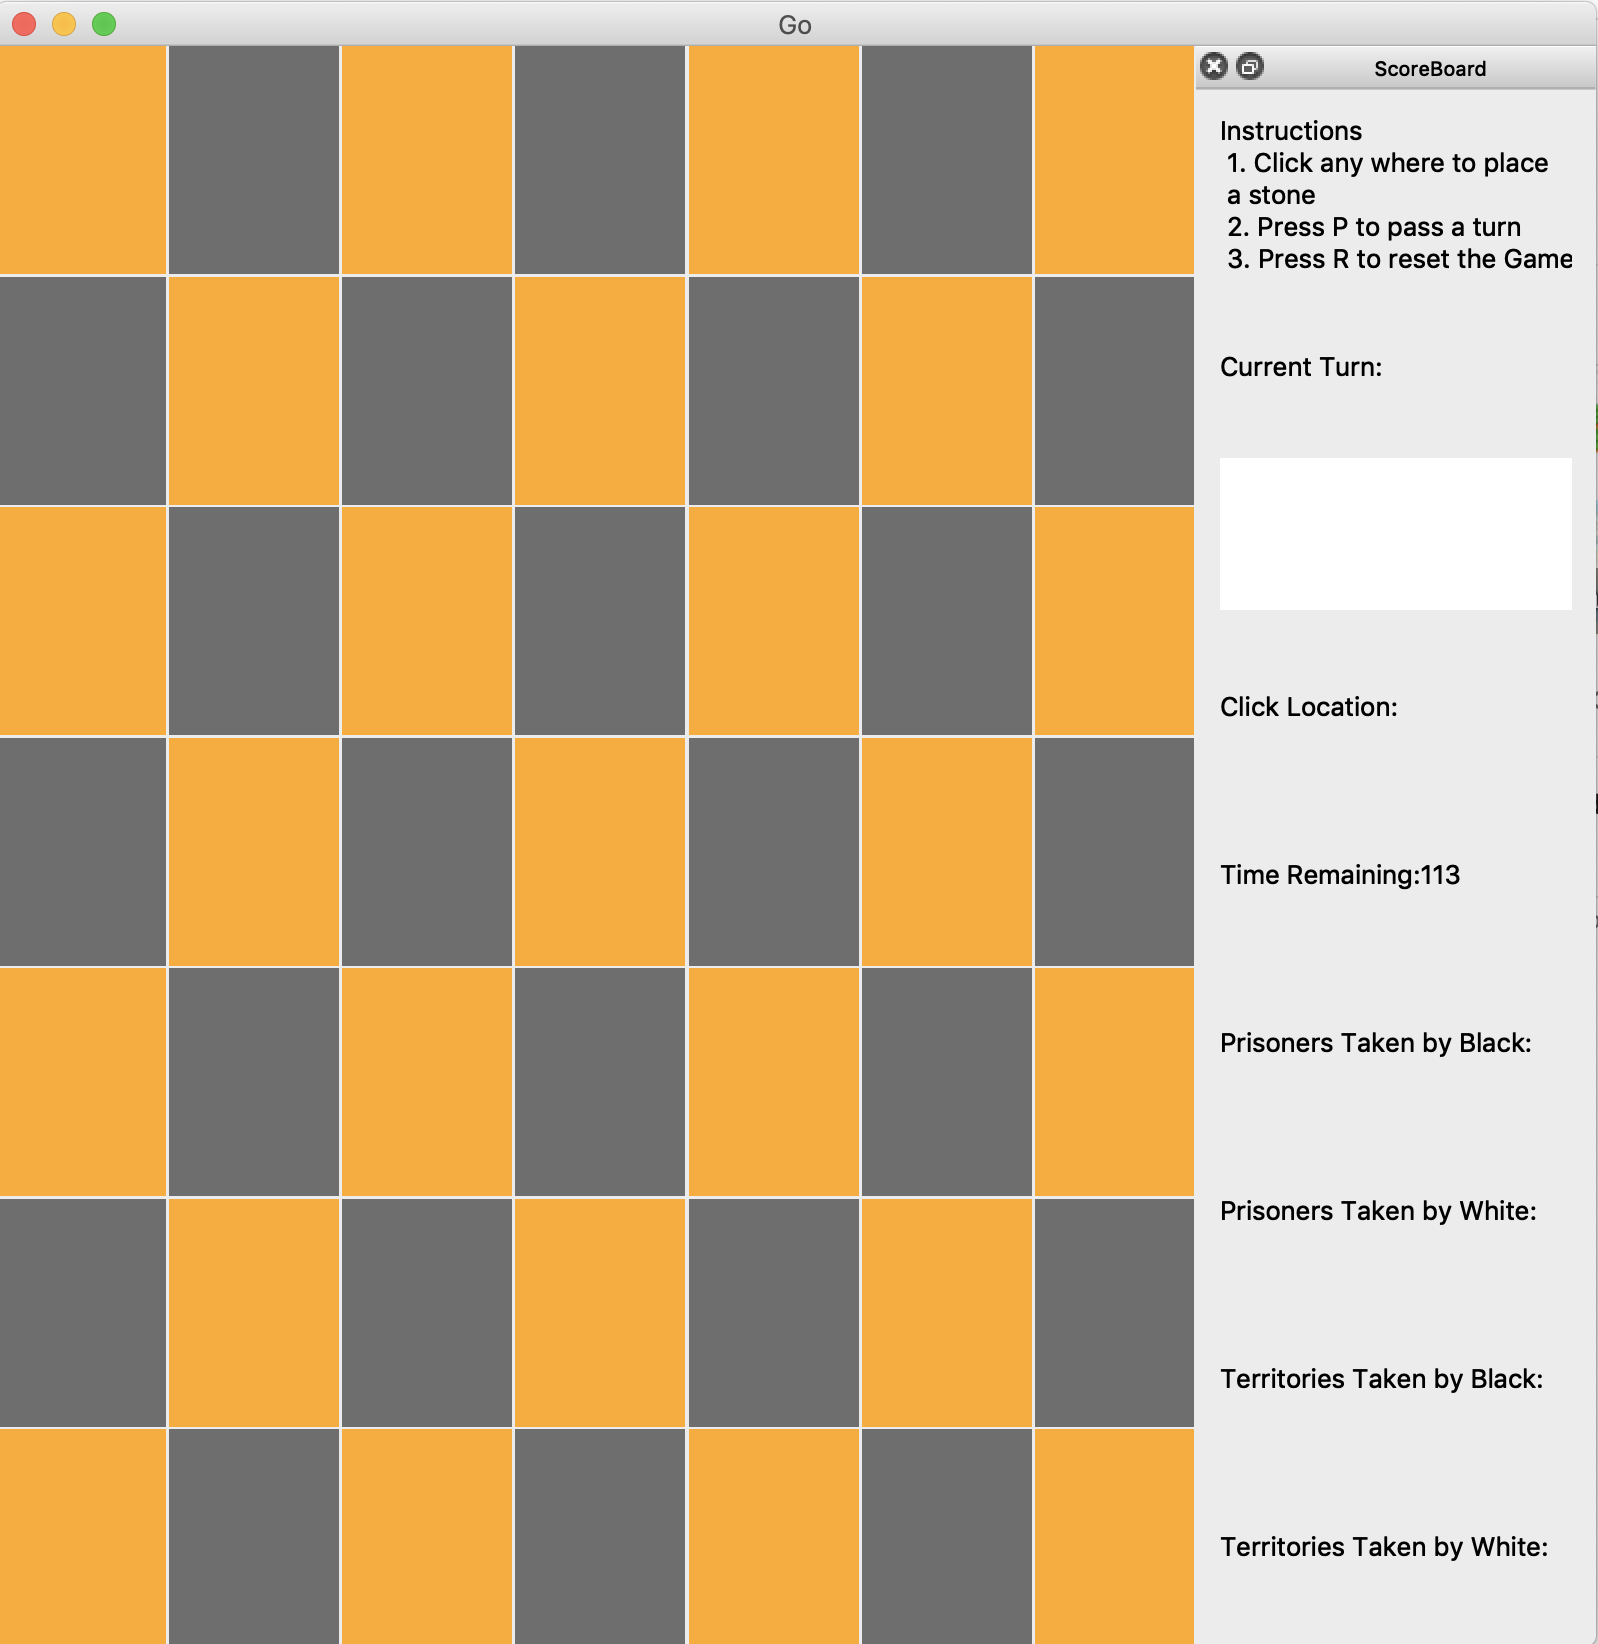 Go
ScoreBoard
Instructions
1. Click any where to place
a stone
2. Press P to pass a turn
3. Press R to reset the Game
Current Turn:
Click Location:
Time Remaining:113
Prisoners Taken by Black:
Prisoners Taken by White:
Territories Taken by Black:
Territories Taken by White: